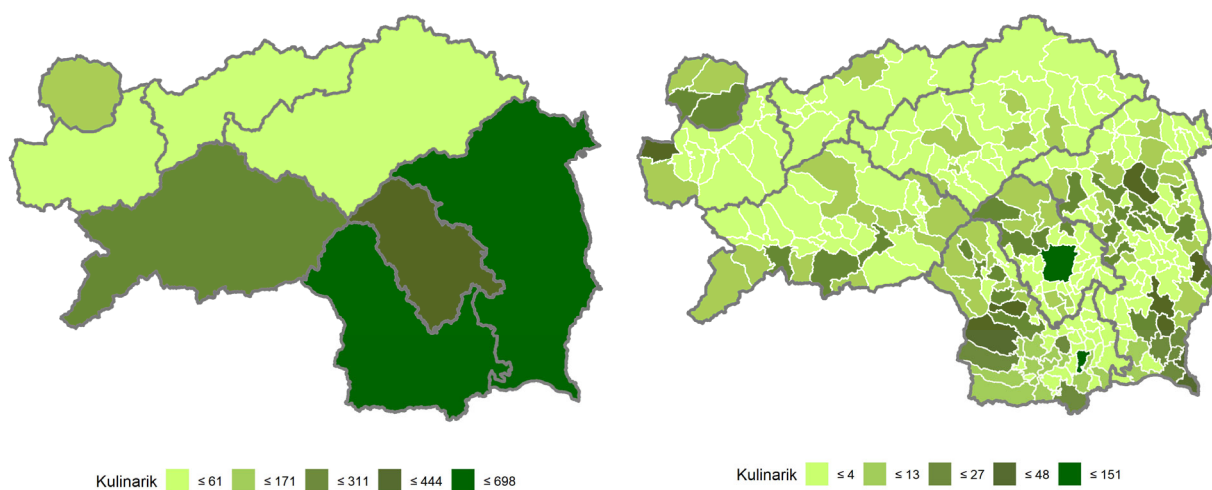 Kulinarik ≤ 61 ≤ 171 ≤ 311 ≤ 444 ≤ 698
Kulinarik ≤ 4 ≤ 13 ≤ 27 ≤ 48 ≤ 151